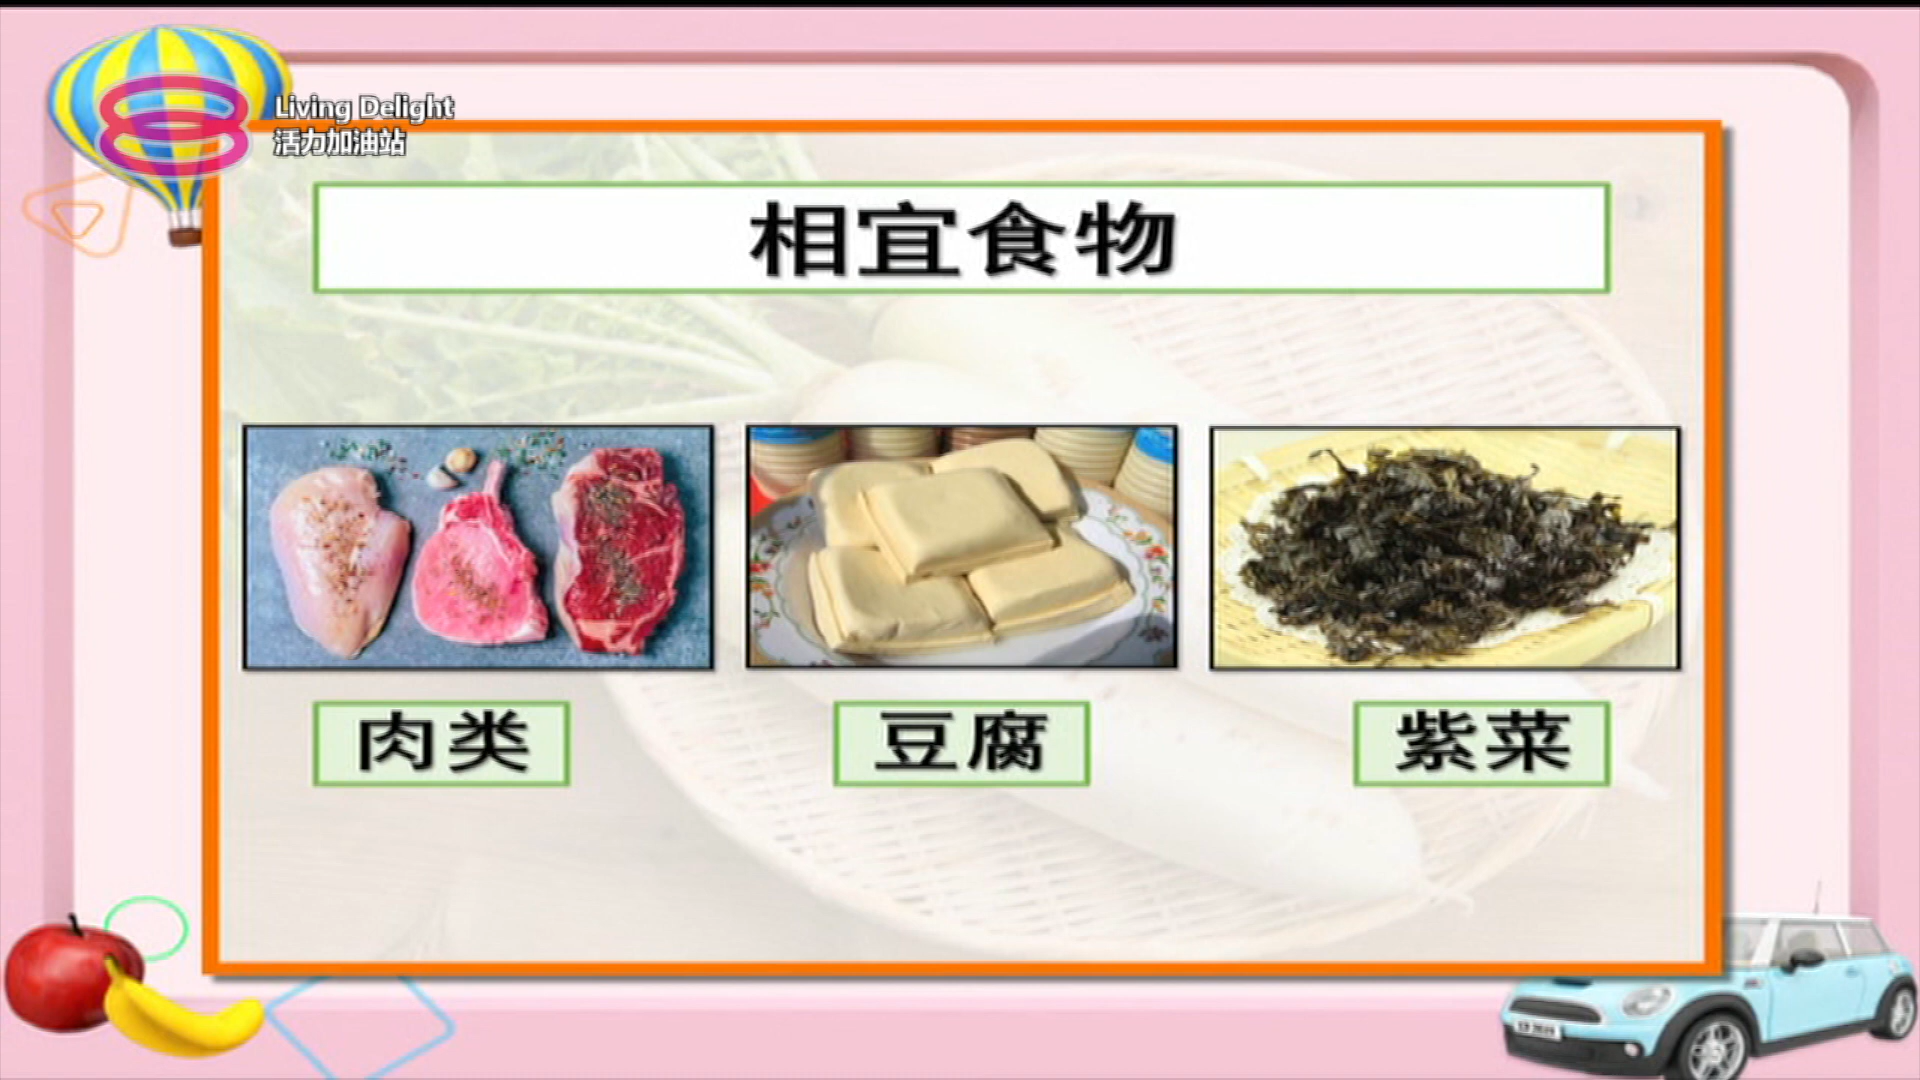 Living Delight
活力加油站
相宜食物
肉类
豆腐
紫菜